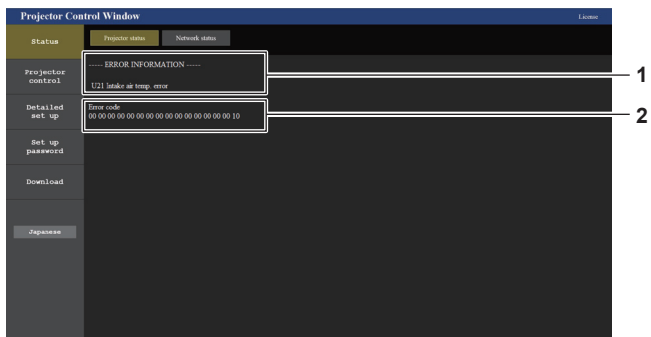 Projector Control Window
License
Status
Projector status
Network status
----- ERROR INFORMATION -----
U21 Intake air temp. error
1
Projector
control
Error code
00 00 00 00 00 00 00 00 00 00 00 00 00 00 00 10
2
Detailed
set up
Set up
password
Download
Japanese